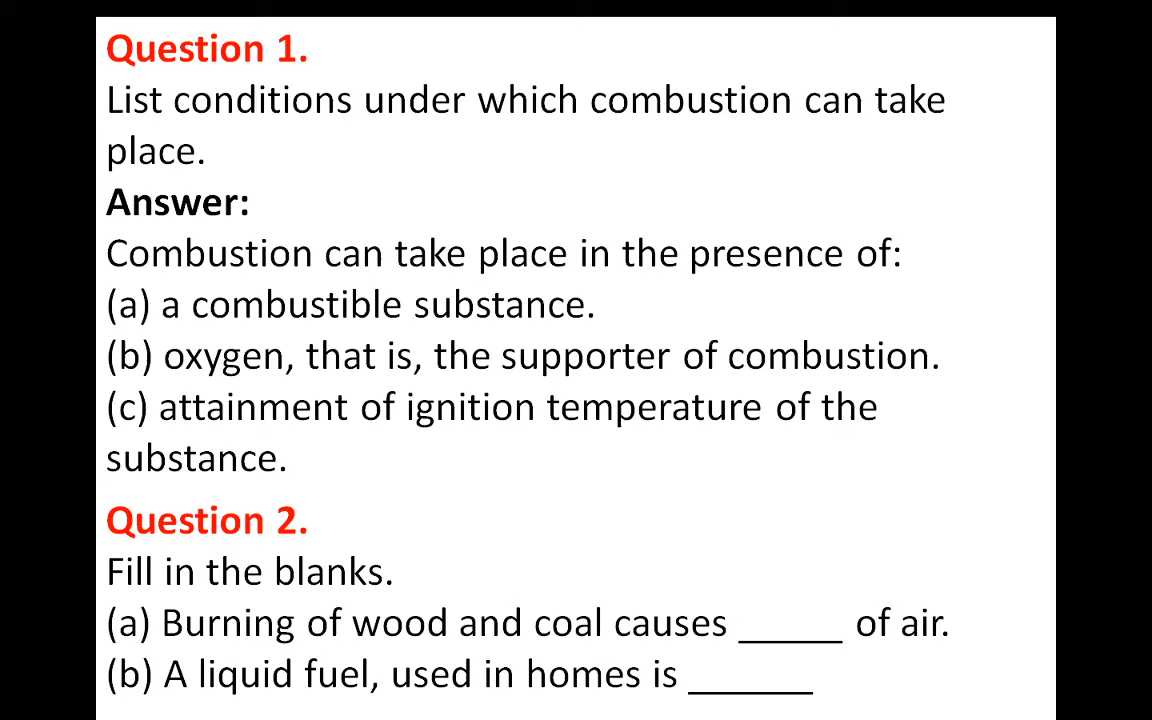 Question 1.
List conditions under which combustion can take
place.
Answer:
Combustion can take place in the presence of:
(a) a combustible substance.
(b) oxygen, that is, the supporter of combustion.
(c) attainment of ignition temperature of the
substance.
Question 2.
Fill in the blanks.
(a) Burning of wood and coal causes _____ of air.
(b) A liquid fuel, used in homes is ______